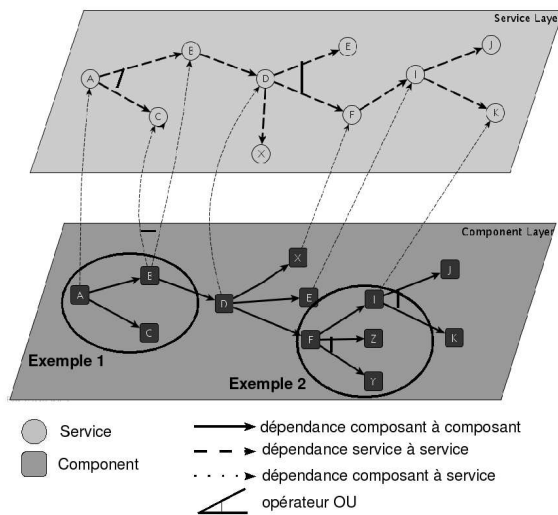 Service Layer
E
E
J
A
D
I
C
F
K
X
Component Layer
X
E
J
A
D
E
I
C
F
Z
K
Exemple 1
Exemple 2
Y
Service
dépendance composant à composant
dépendance service à service
Component
dépendance composant à service
opérateur OU